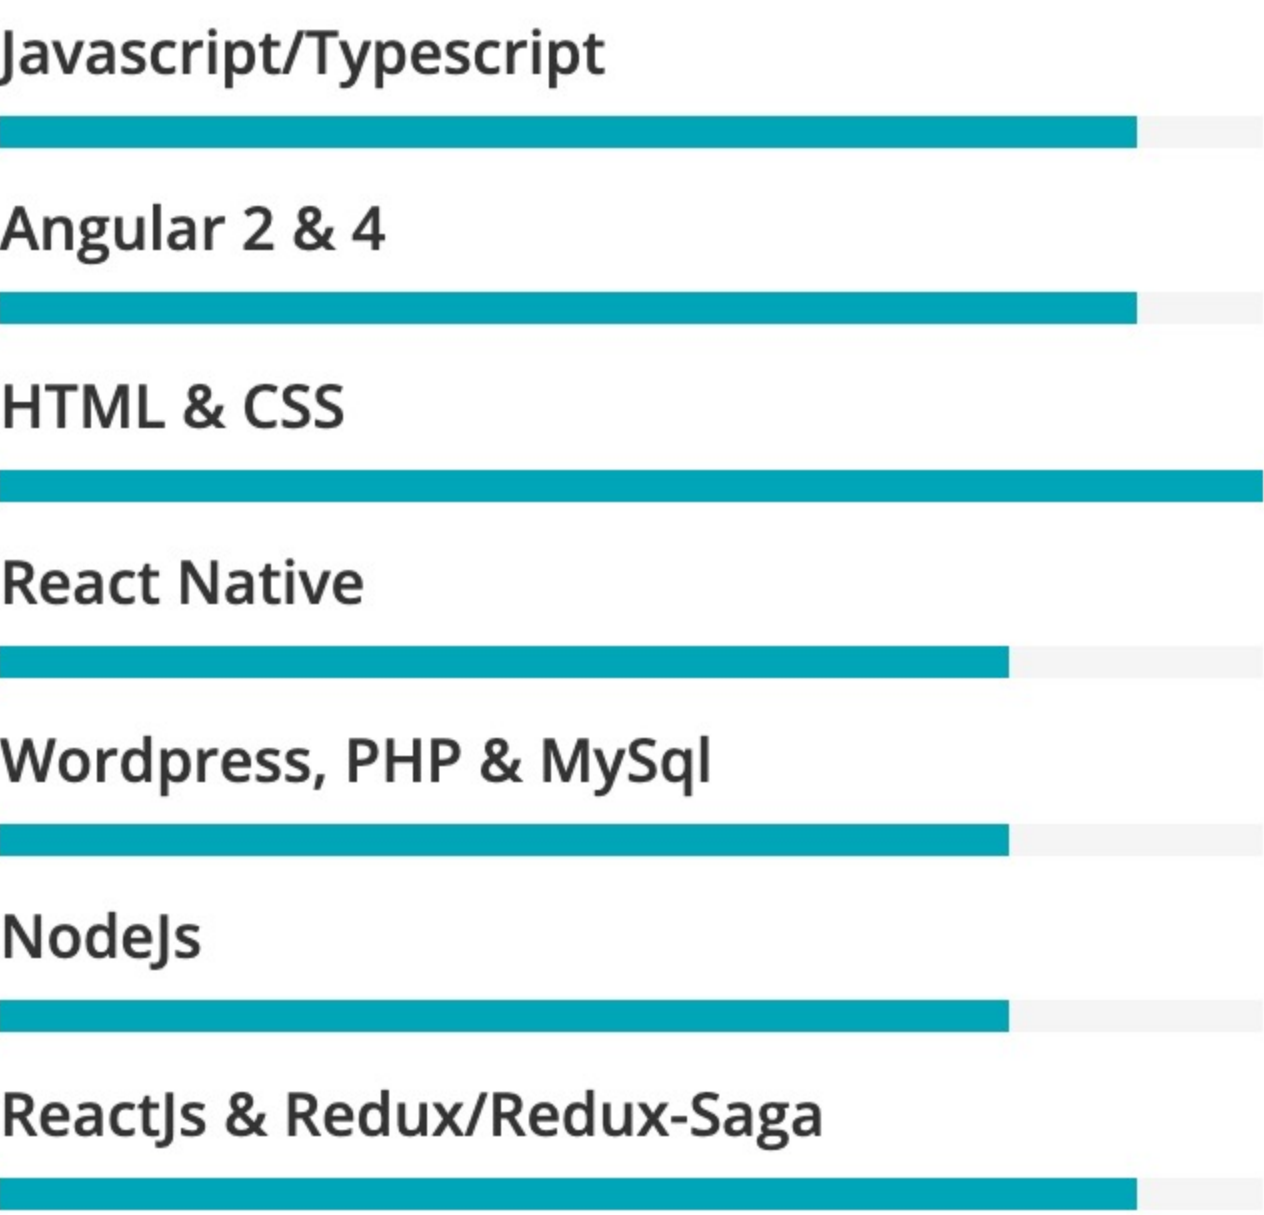 Javascript/Typescript
Angular 2 & 4
HTML & CSS
React Native
Wordpress, PHP & MySql
NodeJs
ReactJs & Redux/Redux-Saga